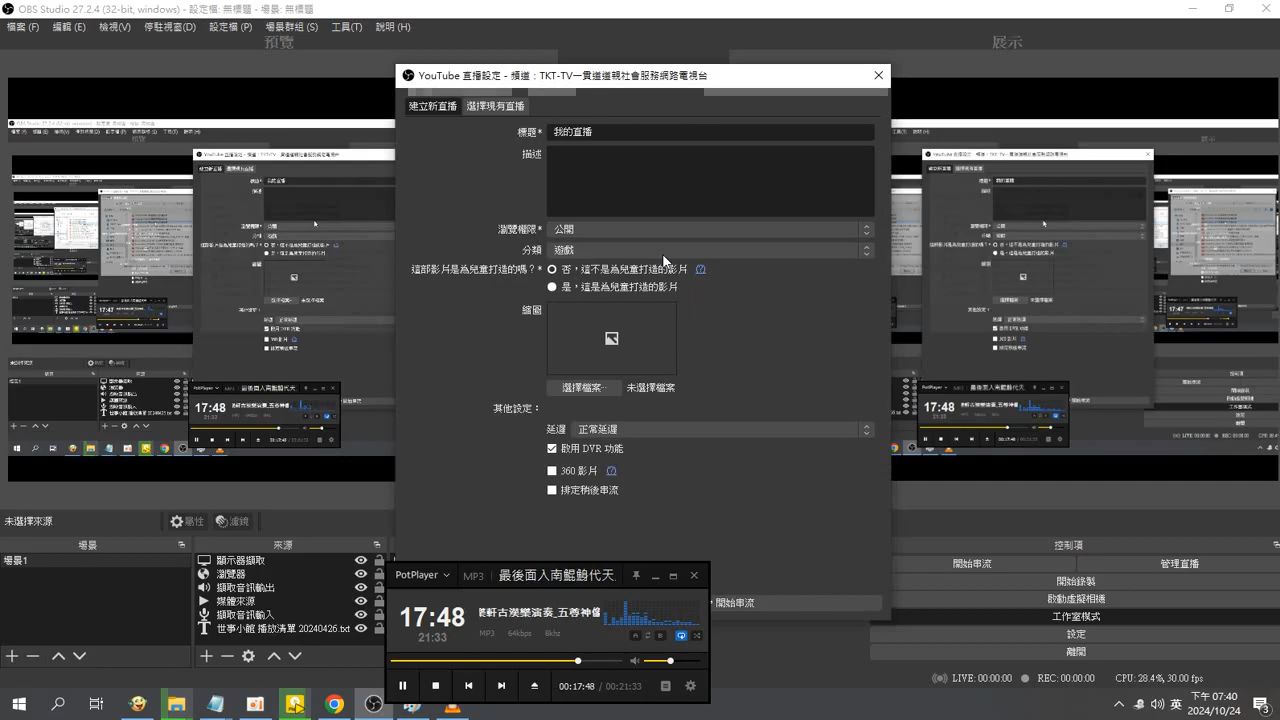 OBS Studio 27.2.4 (32-bit, windows) - 設定檔: 無標題 - 場景: 無標題
檔案 (F) 編輯 (E) 檢視(V) 停駐視窗(D) 設定檔 (P) 場景群組 (S) 工具(T) 說明 (H)
預覽
展示
YouTube 直播設定 - 頻道：TKT-TV一貫道道親社會服務網路電視台
建立新直播 選擇現有直播
標題* 我的直播
描述
瀏覽權限* 公開
分類 遊戲
這部影片是為兒童打造的嗎？* 否，這不是為兒童打造的影片
是，這是為兒童打造的影片
縮圖
選擇檔案... 未選擇檔案
其他設定：
延遲 正常延遲
啟用 DVR 功能
360 影片
排定稍後串流
開始串流
未選擇來源 屬性 濾鏡
場景
場景1
來源
顯示器擷取
瀏覽器
擷取音訊輸出
媒體來源
擷取音訊輸入
世事小館 播放清單 20240426.txt
PotPlayer MP3 最後面入南鯤鯓代天
17:48
21:33
軒古漢樂演奏_五尊神像
MP3 64kbps 8khz
00:17:48 / 00:21:33
控制項
開始串流 管理直播
開始錄製
啟動虛擬相機
工作室模式
設定
離開
LIVE: 00:00:00 REC: 00:00:00 CPU: 28.4%, 30.00 fps
英
下午 07:40
2024/10/24
3